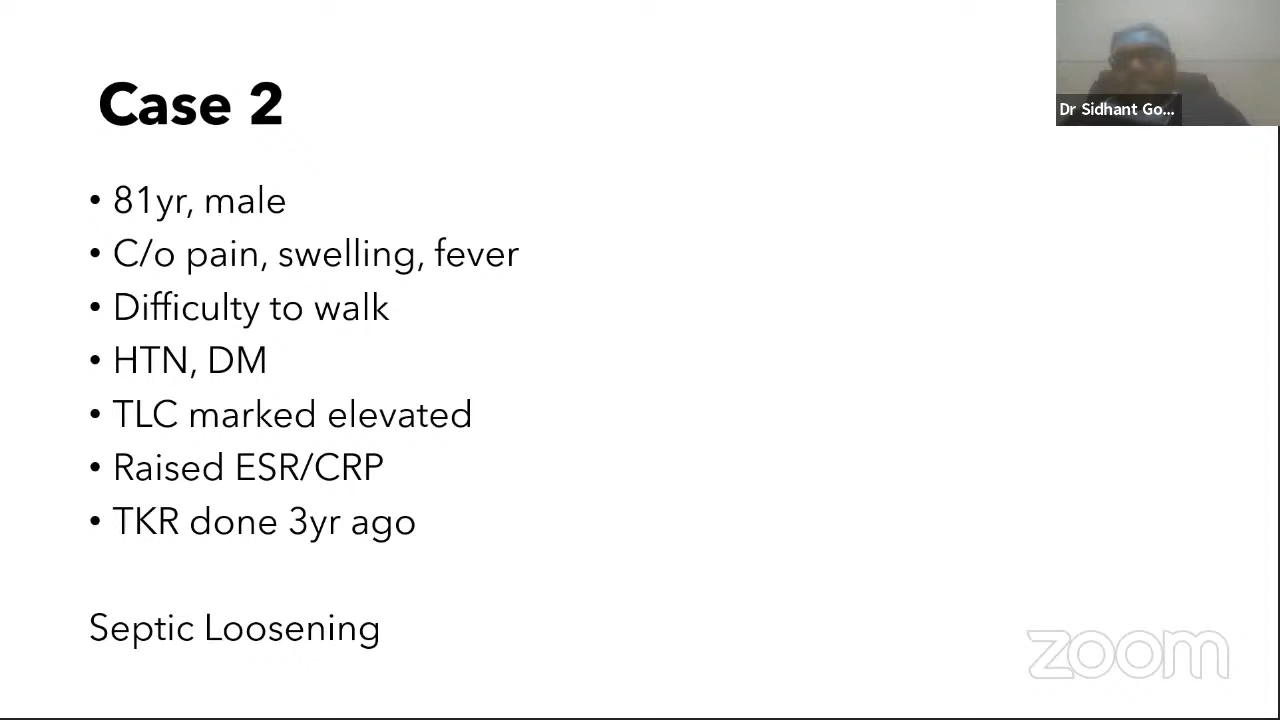 Case 2
Dr Sidhant Go...
• 81yr, male
• C/o pain, swelling, fever
• Difficulty to walk
• HTN, DM
• TLC marked elevated
• Raised ESR/CRP
• TKR done 3yr ago
Septic Loosening
zoom